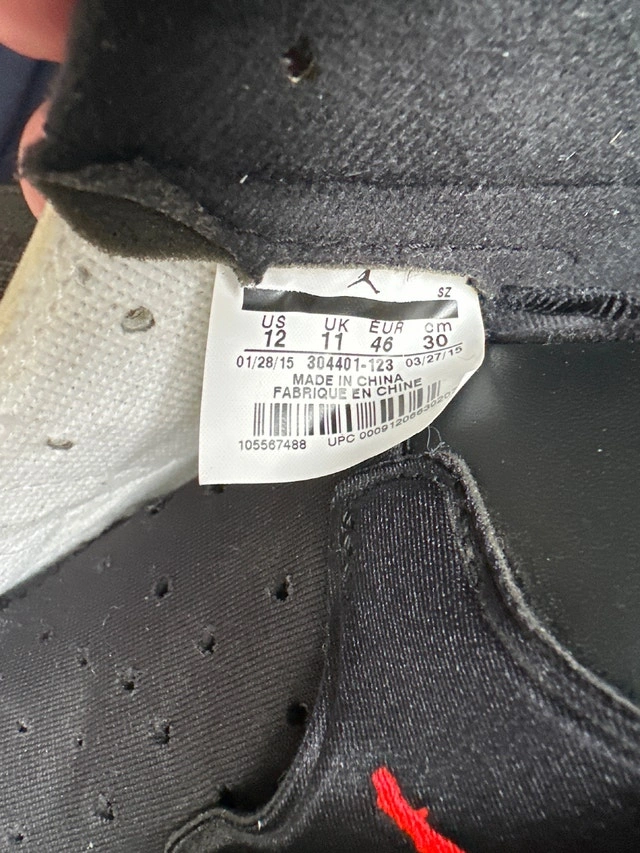 SZ
US UK EUR cm
12 11 46 30
01/28/15 304401-123 03/27/15
MADE IN CHINA
FABRIQUE EN CHINE
105567488 UPC